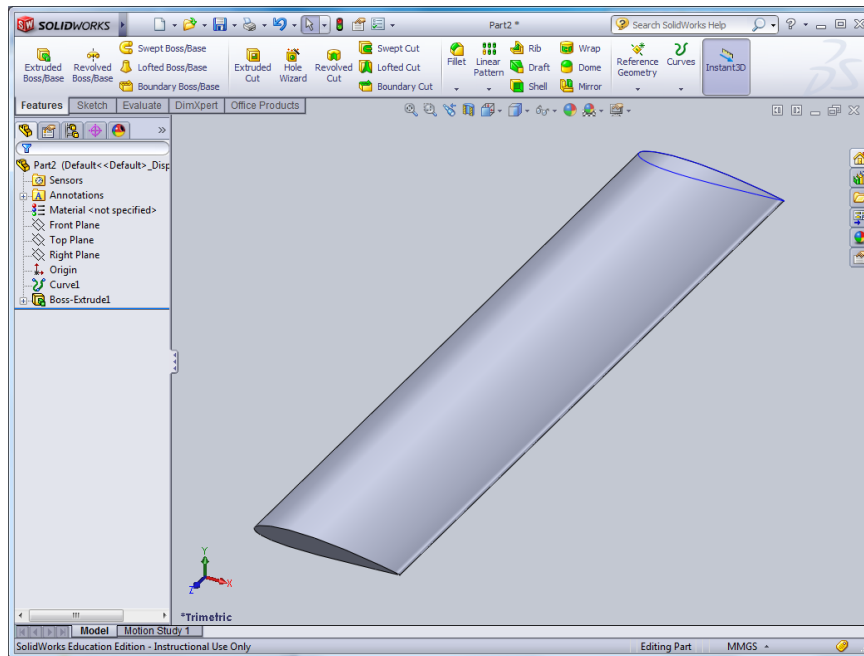 SW SOLIDWORKS Part2 * Search SolidWorks Help
Extruded Boss/Base
Revolved Boss/Base
Swept Boss/Base
Lofted Boss/Base
Boundary Boss/Base
Extruded Cut
Hole Wizard
Revolved Cut
Swept Cut
Lofted Cut
Boundary Cut
Fillet
Linear Pattern
Rib
Draft
Shell
Wrap
Dome
Mirror
Reference Geometry
Curves
Instant3D
Features Sketch Evaluate DimXpert Office Products
Part2 (Default<<Default>_Disp
Sensors
A Annotations
Material <not specified>
Front Plane
Top Plane
Right Plane
Origin
Curve1
Boss-Extrude1
Y
X
Z
*Trimetric
Model Motion Study 1
SolidWorks Education Edition - Instructional Use Only Editing Part MMGS